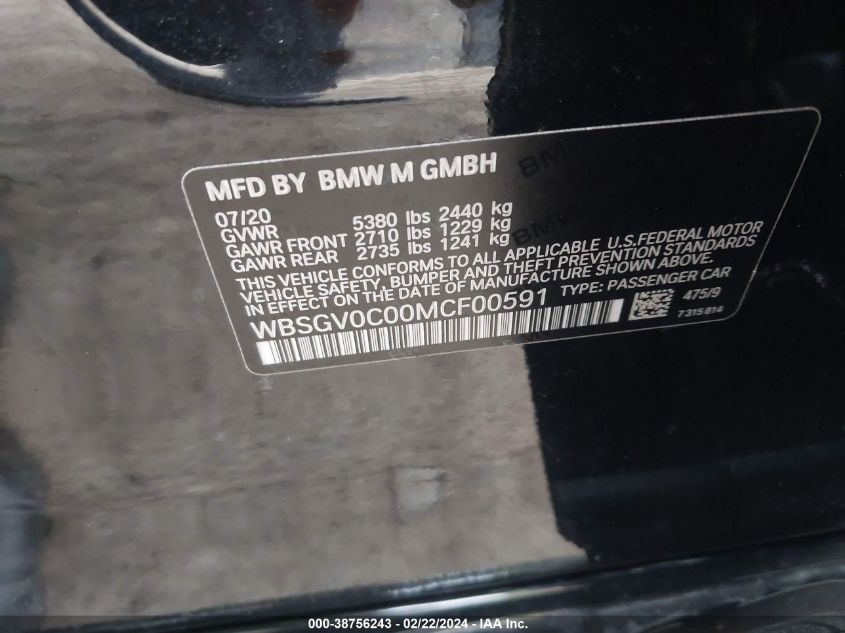 MFD BY BMW M GMBH
07/20
GVWR 5380 lbs 2440 kg
GAWR FRONT 2710 lbs 1229 kg
GAWR REAR 2735 lbs 1241 kg
THIS VEHICLE CONFORMS TO ALL APPLICABLE U.S.FEDERAL MOTOR
VEHICLE SAFETY, BUMPER AND THEFT PREVENTION STANDARDS
IN EFFECT ON THE DATE OF MANUFACTURE SHOWN ABOVE.
WBSGV0C00MCF00591 TYPE: PASSENGER CAR
475/9
7315814
000-38756243 - 02/22/2024 - IAA Inc.